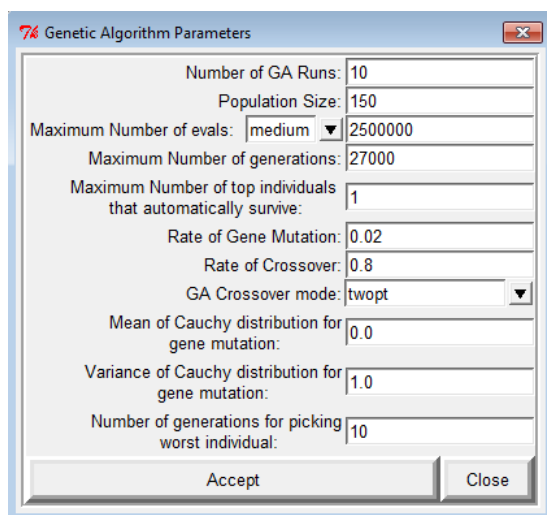 Genetic Algorithm Parameters
Number of GA Runs: 10
Population Size: 150
Maximum Number of evals: medium 2500000
Maximum Number of generations: 27000
Maximum Number of top individuals
that automatically survive: 1
Rate of Gene Mutation: 0.02
Rate of Crossover: 0.8
GA Crossover mode: twopt
Mean of Cauchy distribution for
gene mutation: 0.0
Variance of Cauchy distribution for
gene mutation: 1.0
Number of generations for picking
worst individual: 10
Accept Close